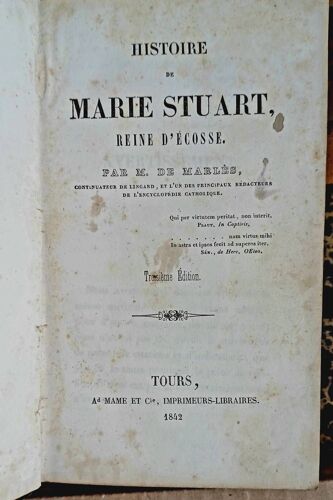 HISTOIRE
DE
MARIE STUART,
REINE D'ÉCOSSE.
PAR M. DE MARLÈS,
CONTINUATEUR DE LINGARD, ET L'UN DES PRINCIPAUX RÉDACTEURS
DE L'ENCYCLOPÉDIE CATHOLIQUE.
Qui per virtutem peritat, non interit.
PLAUT. In Captivis.
. . . . . . . nam virtus mihi
In astra et ipsos fecit ad superos iter.
SÉN., de Herc. OEtæo.
Troisième Édition.
TOURS,
Ad MAME ET Cie, IMPRIMEURS-LIBRAIRES.
1842